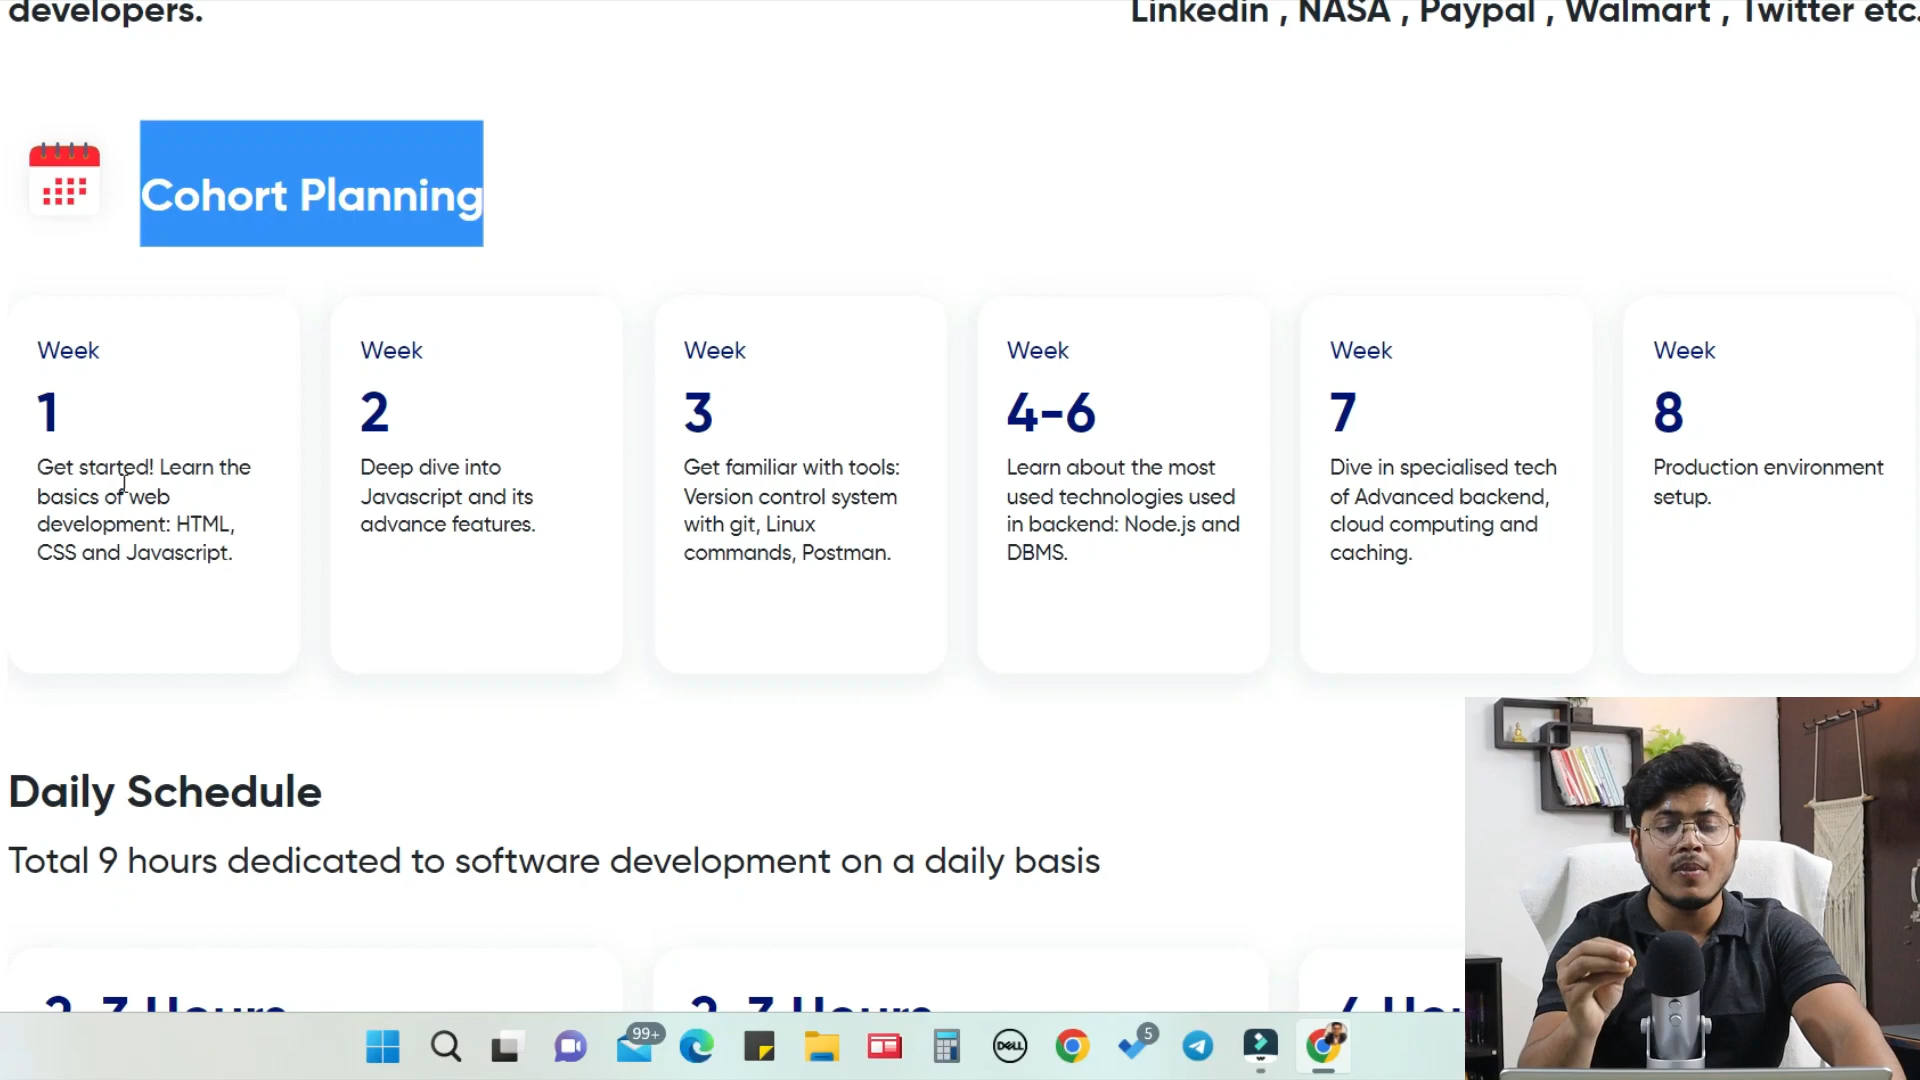 developers.
Linkedin , NASA , Paypal , Walmart , Twitter etc.
Cohort Planning
Week
1
Get started! Learn the
basics of web
development: HTML,
CSS and Javascript.
Week
2
Deep dive into
Javascript and its
advance features.
Week
3
Get familiar with tools:
Version control system
with git, Linux
commands, Postman.
Week
4-6
Learn about the most
used technologies used
in backend: Node.js and
DBMS.
Week
7
Dive in specialised tech
of Advanced backend,
cloud computing and
caching.
Week
8
Production environment
setup.
Daily Schedule
Total 9 hours dedicated to software development on a daily basis
Hours
Hours
99+
DELL
5